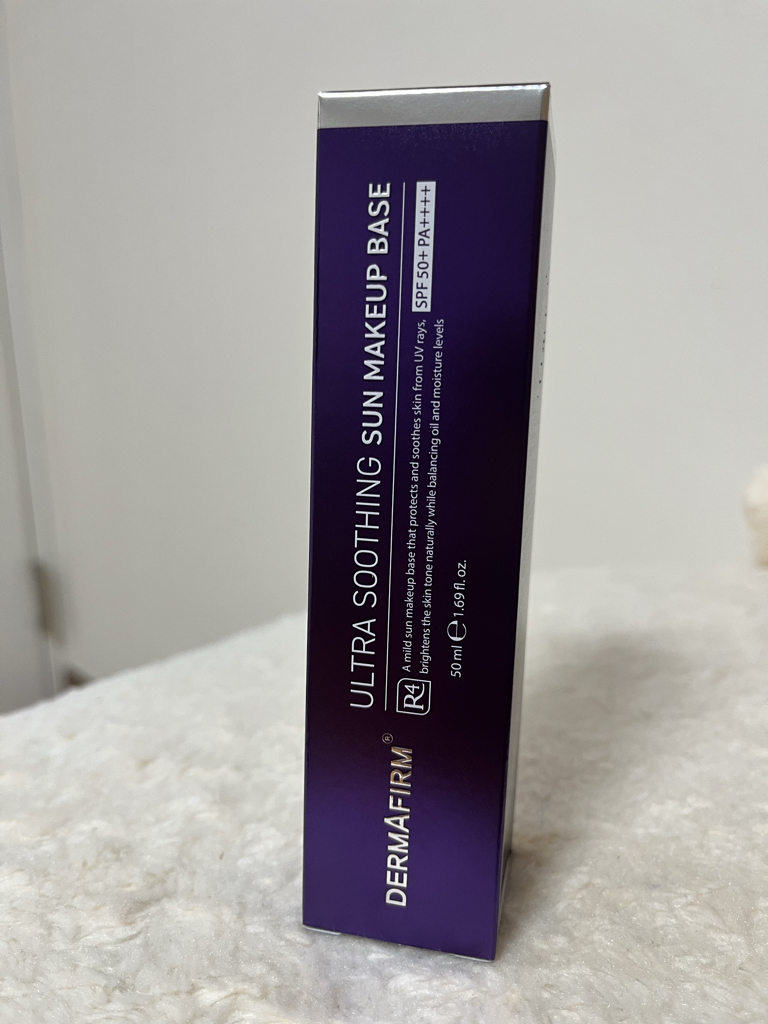 DERMAFIRM®
ULTRA SOOTHING SUN MAKEUP BASE
R4
A mild sun makeup base that protects and soothes skin from UV rays,
brightens the skin tone naturally while balancing oil and moisture levels
SPF 50+ PA++++
50 ml ℮ 1.69 fl. oz.